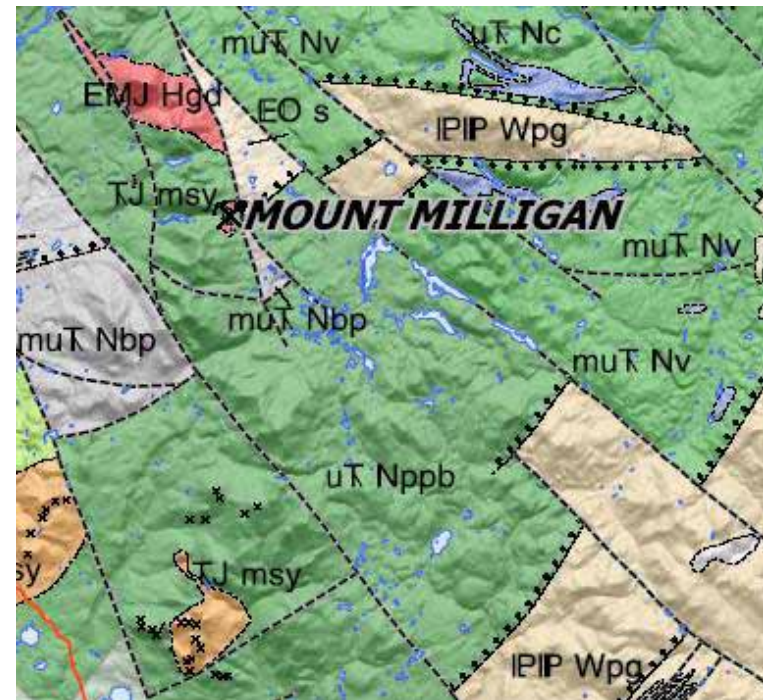 muTR Nv
uTR Nc
EMJ Hgd
EO s
IPIP Wpg
TRJ msy
MOUNT MILLIGAN
muTR Nv
muTR Nbp
muTR Nbp
muTR Nv
uTR Nppb
sy
TRJ msy
IPIP Wpg